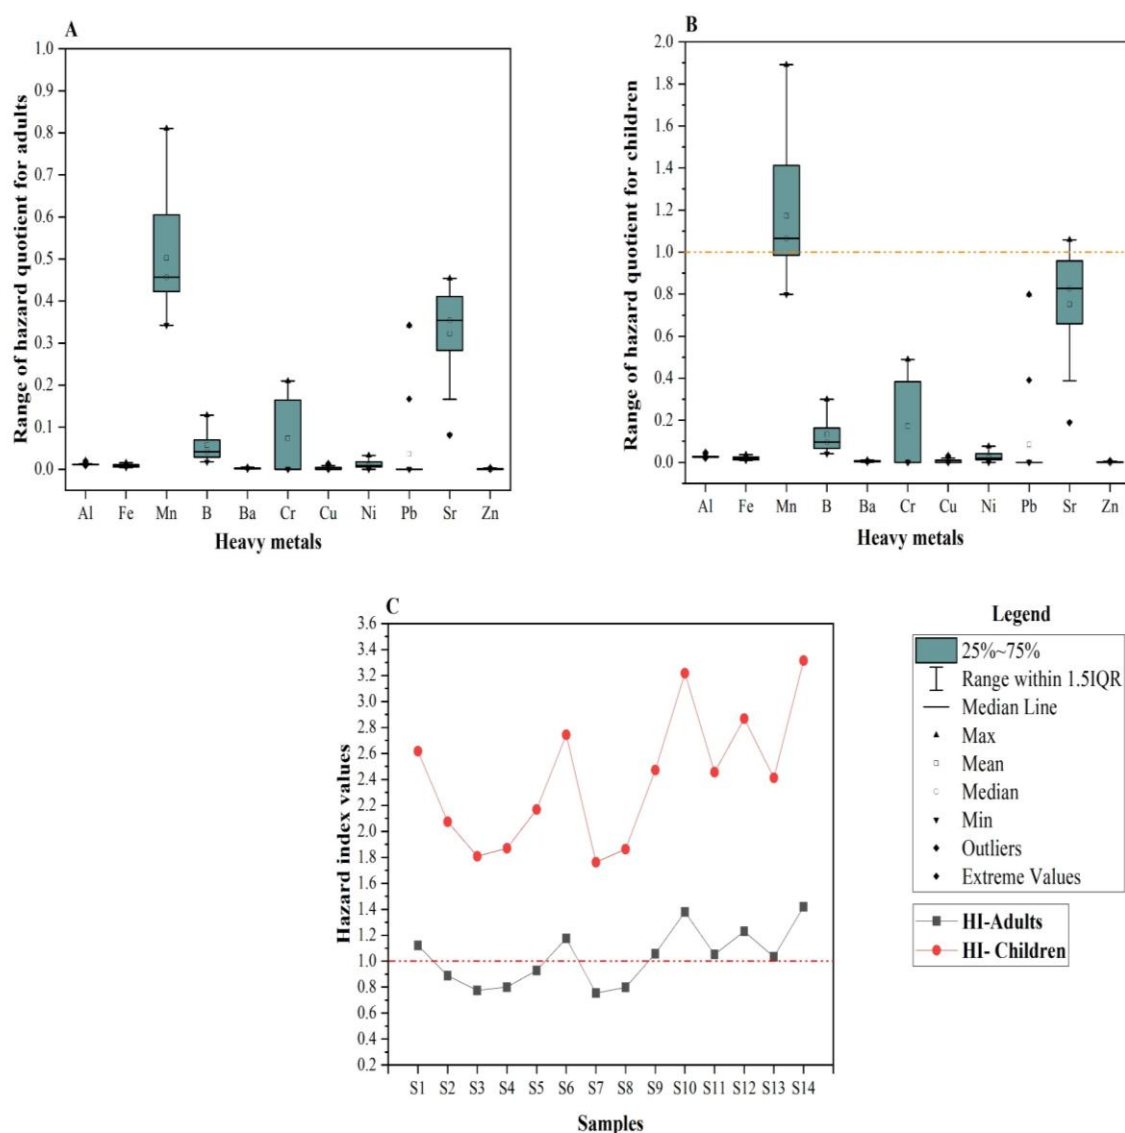 A
Range of hazard quotient for adults
1.0
0.9
0.8
0.7
0.6
0.5
0.4
0.3
0.2
0.1
0.0
Al Fe Mn B Ba Cr Cu Ni Pb Sr Zn
Heavy metals
B
Range of hazard quotient for children
2.0
1.8
1.6
1.4
1.2
1.0
0.8
0.6
0.4
0.2
0.0
Al Fe Mn B Ba Cr Cu Ni Pb Sr Zn
Heavy metals
C
Hazard index values
3.6
3.4
3.2
3.0
2.8
2.6
2.4
2.2
2.0
1.8
1.6
1.4
1.2
1.0
0.8
0.6
0.4
0.2
S1 S2 S3 S4 S5 S6 S7 S8 S9 S10 S11 S12 S13 S14
Samples
Legend
25%~75%
Range within 1.5IQR
Median Line
Max
Mean
Median
Min
Outliers
Extreme Values
HI-Adults
HI- Children